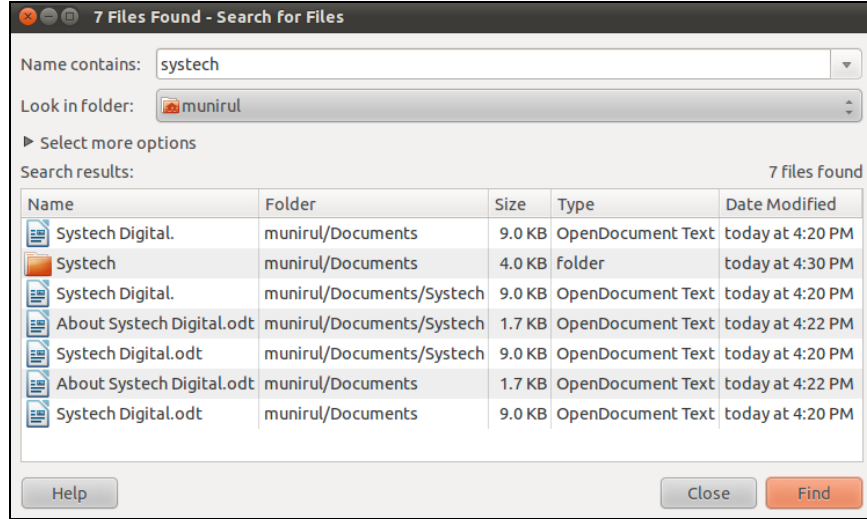 7 Files Found - Search for Files
Name contains: systech
Look in folder: munirul
Select more options
Search results: 7 files found
Name Folder Size Type Date Modified
Systech Digital. munirul/Documents 9.0 KB OpenDocument Text today at 4:20 PM
Systech munirul/Documents 4.0 KB folder today at 4:30 PM
Systech Digital. munirul/Documents/Systech 9.0 KB OpenDocument Text today at 4:20 PM
About Systech Digital.odt munirul/Documents/Systech 1.7 KB OpenDocument Text today at 4:22 PM
Systech Digital.odt munirul/Documents/Systech 9.0 KB OpenDocument Text today at 4:20 PM
About Systech Digital.odt munirul/Documents 1.7 KB OpenDocument Text today at 4:22 PM
Systech Digital.odt munirul/Documents 9.0 KB OpenDocument Text today at 4:20 PM
Help Close Find